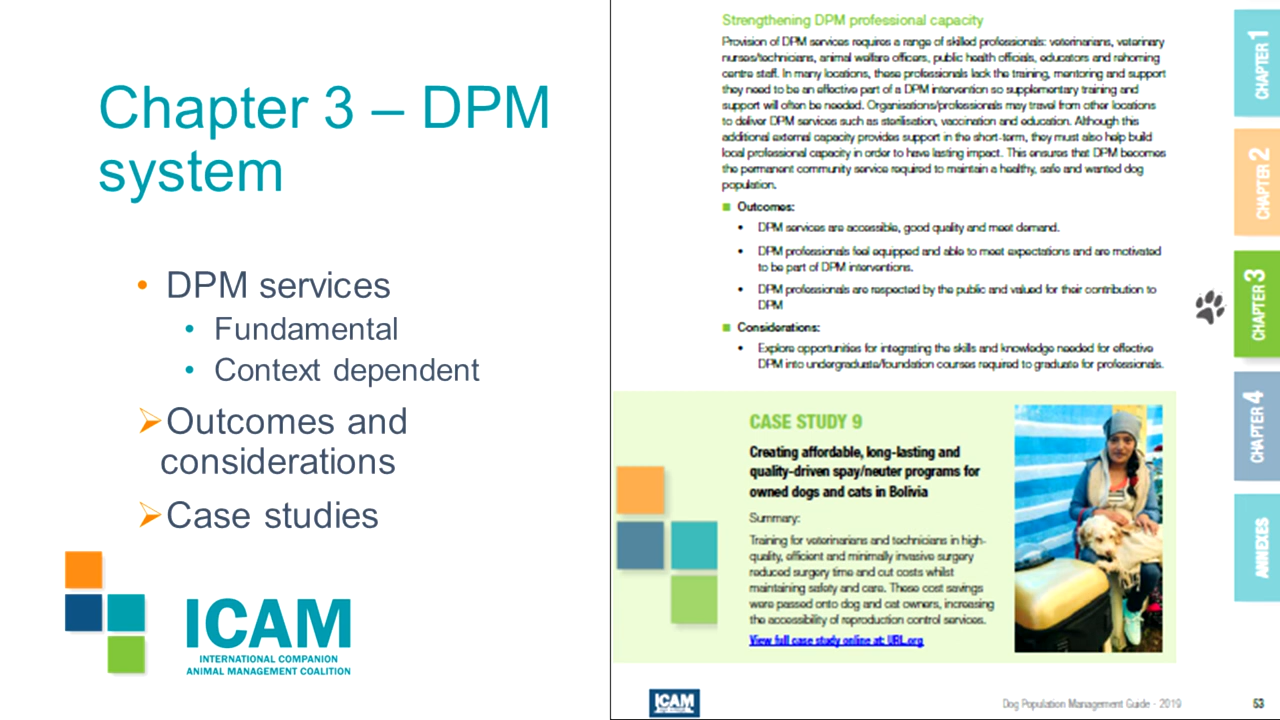 Chapter 3 – DPM
system
• DPM services
• Fundamental
• Context dependent
Outcomes and
considerations
Case studies
ICAM
INTERNATIONAL COMPANION
ANIMAL MANAGEMENT COALITION
Strengthening DPM professional capacity
Provision of DPM services requires a range of skilled professionals: veterinarians, veterinary
nurses/technicians, animal welfare officers, public health officials, educators and rehoming
centre staff. In many locations, these professionals lack the training, mentoring and support
they need to be an effective part of a DPM intervention so supplementary training and
support will often be needed. Organisations/professionals may travel from other locations
to deliver DPM services such as sterilisation, vaccination and education. Although this
additional external capacity provides support in the short-term, they must also help build
local professional capacity in order to have lasting impact. This ensures that DPM becomes
the permanent community service required to maintain a healthy, safe and wanted dog
population.
Outcomes:
• DPM services are accessible, good quality and meet demand.
• DPM professionals feel equipped and able to meet expectations and are motivated
to be part of DPM interventions.
• DPM professionals are respected by the public and valued for their contribution to
DPM
Considerations:
• Explore opportunities for integrating the skills and knowledge needed for effective
DPM into undergraduate/foundation courses required to graduate for professionals.
CASE STUDY 9
Creating affordable, long-lasting and
quality-driven spay/neuter programs for
owned dogs and cats in Bolivia
Summary:
Training for veterinarians and technicians in high-
quality, efficient and minimally invasive surgery
reduced surgery time and cut costs whilst
maintaining safety and care. These cost savings
were passed onto dog and cat owners, increasing
the accessibility of reproduction control services.
View full case study online at: URL.org
ICAM
Dog Population Management Guide - 2019
53
CHAPTER 1
CHAPTER 2
CHAPTER 3
CHAPTER 4
ANNEXES